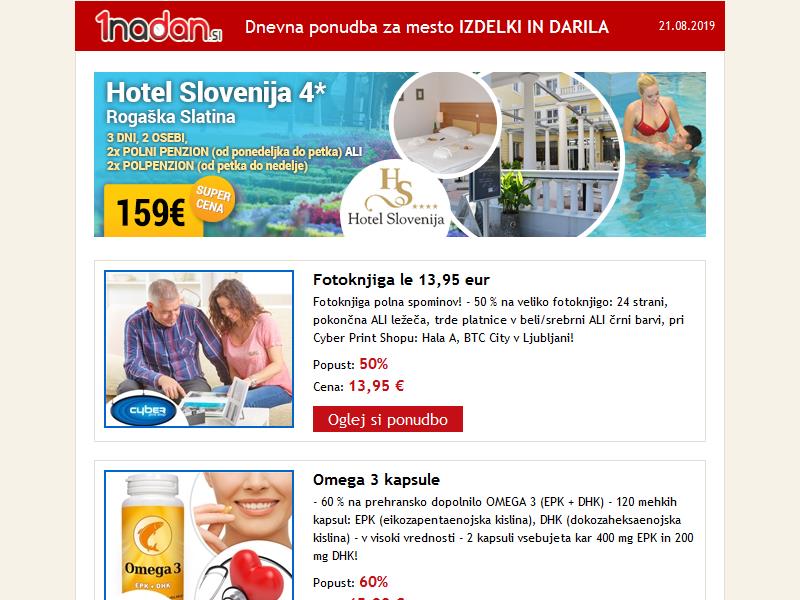 1nadan.si
Dnevna ponudba za mesto IZDELKI IN DARILA
21.08.2019
Hotel Slovenija 4*
Rogaška Slatina
3 DNI, 2 OSEBI,
2x POLNI PENZION (od ponedeljka do petka) ALI
2x POLPENZION (od petka do nedelje)
159€
SUPER
CENA
HS
Hotel Slovenija
Fotoknjiga le 13,95 eur
Fotoknjiga polna spominov! - 50 % na veliko fotoknjigo: 24 strani,
pokončna ALI ležeča, trde platnice v beli/srebrni ALI črni barvi, pri
Cyber Print Shopu: Hala A, BTC City v Ljubljani!
Popust: 50%
Cena: 13,95 €
Oglej si ponudbo
cyber
Omega 3 kapsule
- 60 % na prehransko dopolnilo OMEGA 3 (EPK + DHK) - 120 mehkih
kapsul: EPK (eikozapentaenojska kislina), DHK (dokozaheksaenojska
kislina) - v visoki vrednosti - 2 kapsuli vsebujeta kar 400 mg EPK in 200
mg DHK!
Popust: 60%
Omega 3
EPK + DHK